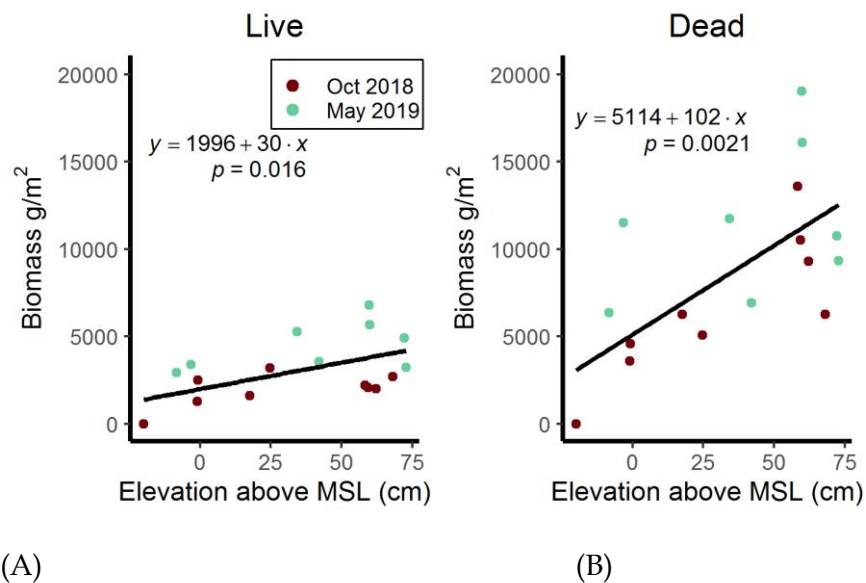 Live
Biomass g/m²
20000
15000
10000
5000
0
Oct 2018
May 2019
y = 1996 + 30 · x
p = 0.016
0 25 50 75
Elevation above MSL (cm)
(A)
Dead
Biomass g/m²
20000
15000
10000
5000
0
y = 5114 + 102 · x
p = 0.0021
0 25 50 75
Elevation above MSL (cm)
(B)